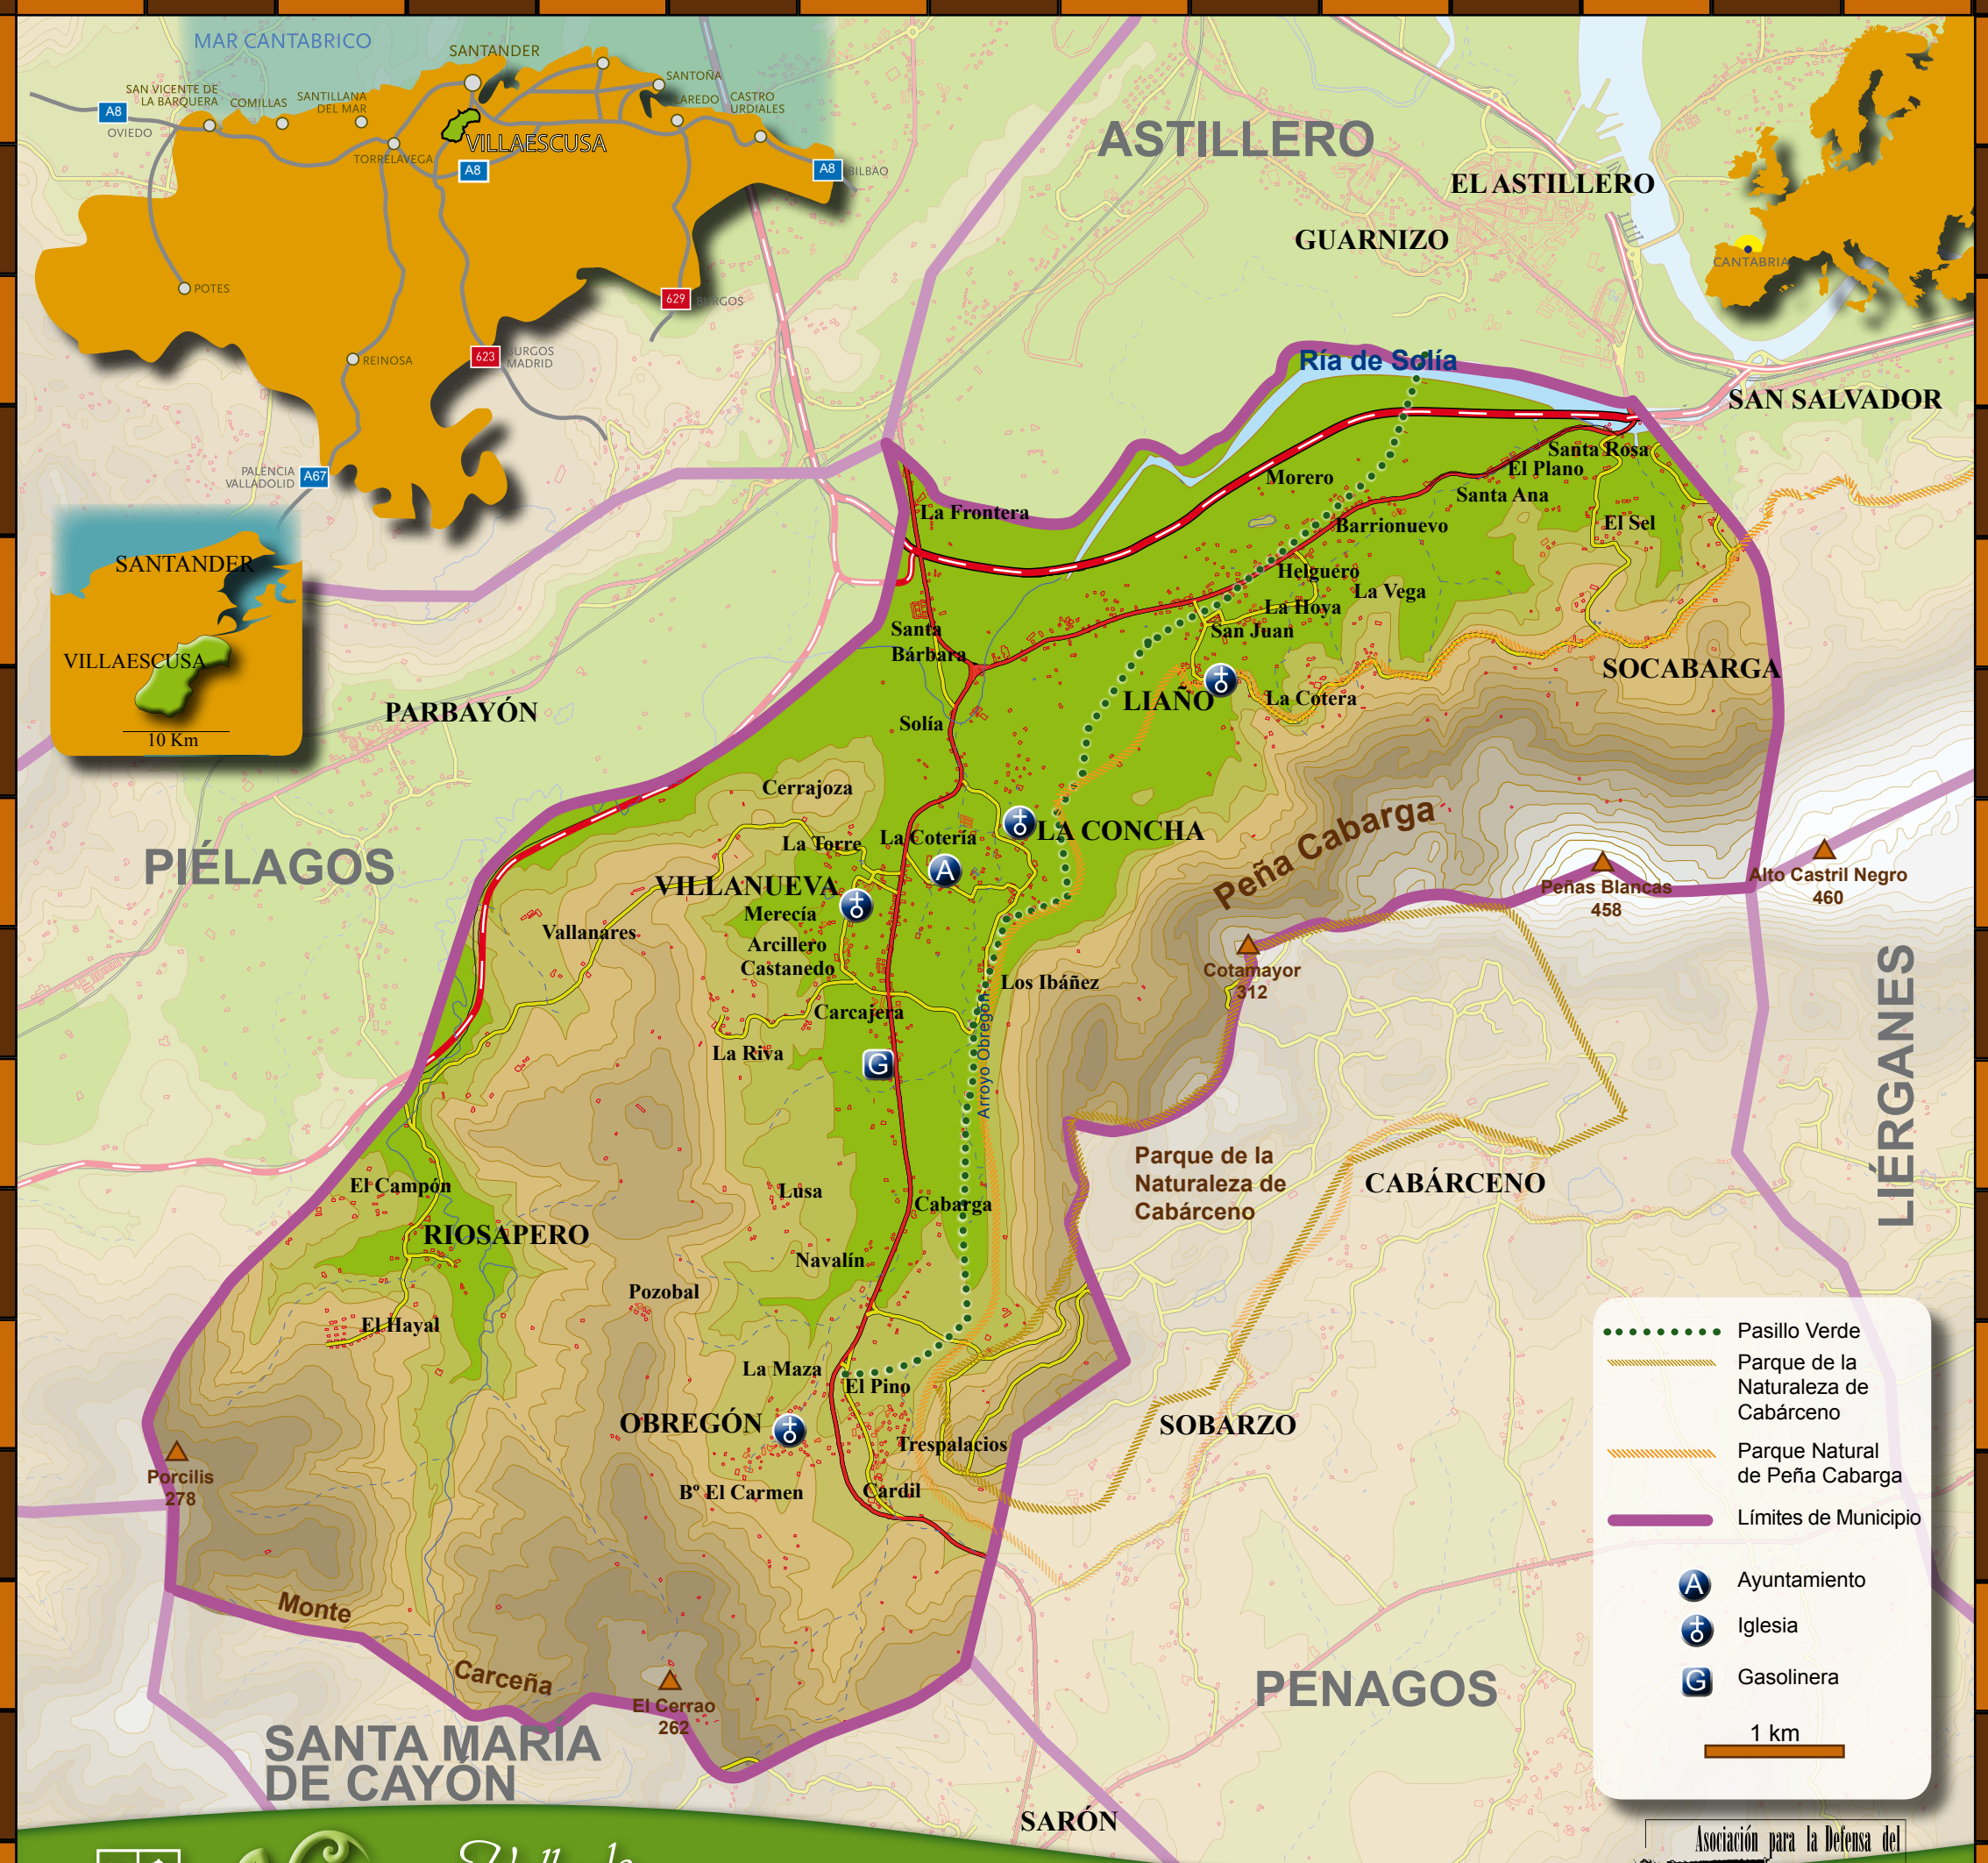 MAR CANTABRICO
SANTANDER
SAN VICENTE DE
LA BARQUERA
COMILLAS
SANTILLANA
DEL MAR
SANTOÑA
LAREDO
CASTRO
URDIALES
A8
OVIEDO
TORRELAVEGA
VILLAESCUSA
A8
A8
BILBAO
POTES
629
BURGOS
REINOSA
623
BURGOS
MADRID
PALENCIA
VALLADOLID
A67
CANTABRIA
SANTANDER
VILLAESCUSA
10 Km
ASTILLERO
EL ASTILLERO
GUARNIZO
Ría de Solía
SAN SALVADOR
Santa Rosa
El Plano
Morero
Santa Ana
La Frontera
Barrionuevo
El Sel
Helguero
La Vega
La Hoya
San Juan
Santa
Bárbara
SOCABARGA
LIAÑO
La Cotera
PARBAYÓN
Solía
Cerrajoza
La Torre
La Cotería
LA CONCHA
Peña Cabarga
PIÉLAGOS
A
VILLANUEVA
Merecía
Peñas Blancas
458
Alto Castril Negro
460
Vallanares
Arcillero
Castanedo
Cotamayor
312
Los Ibáñez
Carcajera
Arroyo Obregón
La Riva
G
LIÉRGANES
Parque de la
Naturaleza de
Cabárceno
CABÁRCENO
El Campón
Lusa
Cabarga
RIOSAPERO
Navalín
Pozobal
El Hayal
La Maza
El Pino
OBREGÓN
SOBARZO
Trespalacios
Porcilis
278
Bº El Carmen
Cardil
Monte
Carceña
El Cerrao
262
PENAGOS
SANTA MARÍA
DE CAYÓN
SARÓN
Pasillo Verde
Parque de la
Naturaleza de
Cabárceno
Parque Natural
de Peña Cabarga
Límites de Municipio
A Ayuntamiento
Iglesia
G Gasolinera
1 km
Asociación para la Defensa del